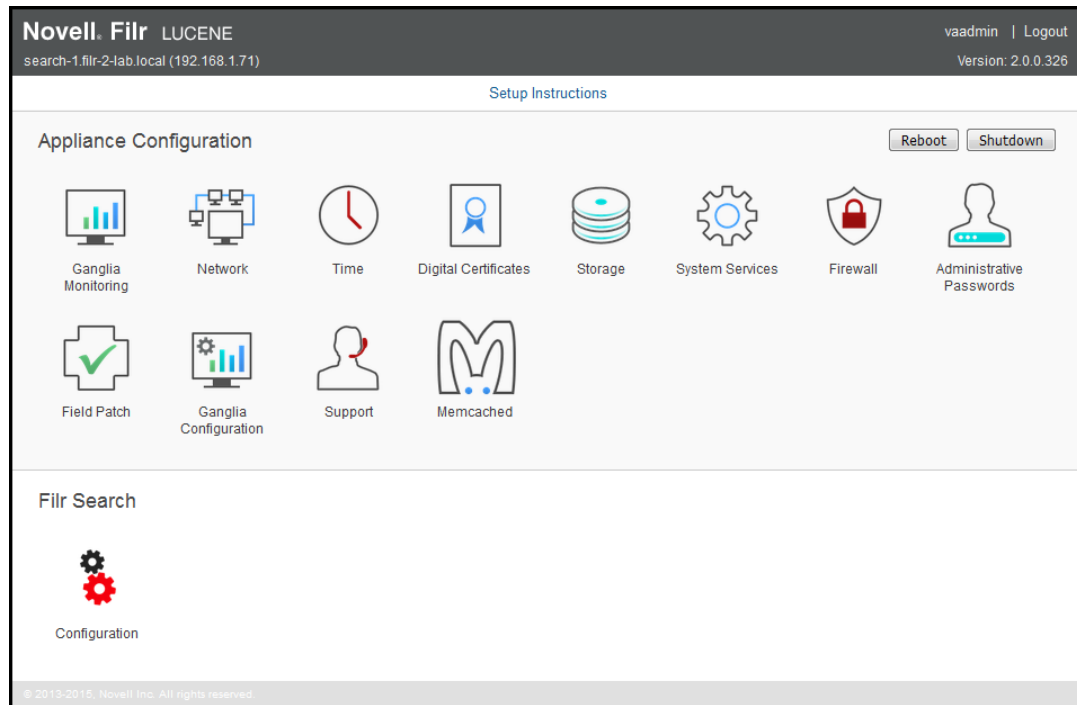 Novell. Filr LUCENE
vaadmin | Logout
search-1.filr-2-lab.local (192.168.1.71)
Version: 2.0.0.326
Setup Instructions
Appliance Configuration
Reboot
Shutdown
Ganglia
Monitoring
Network
Time
Digital Certificates
Storage
System Services
Firewall
Administrative
Passwords
Field Patch
Ganglia
Configuration
Support
Memcached
Filr Search
Configuration
© 2013-2015, Novell Inc. All rights reserved.